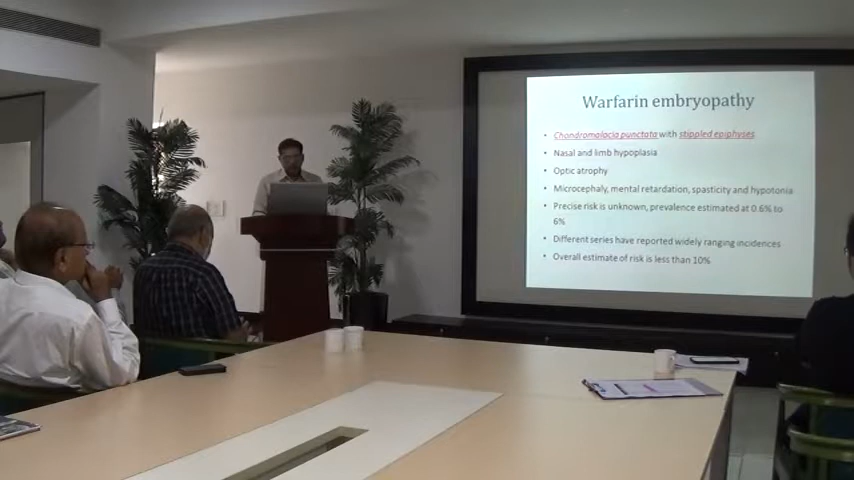 Warfarin embryopathy
• Chondromalacia punctata with stippled epiphyses
• Nasal and limb hypoplasia
• Optic atrophy
• Microcephaly, mental retardation, spasticity and hypotonia
• Precise risk is unknown, prevalence estimated at 0.6% to
6%
• Different series have reported widely ranging incidences
• Overall estimate of risk is less than 10%